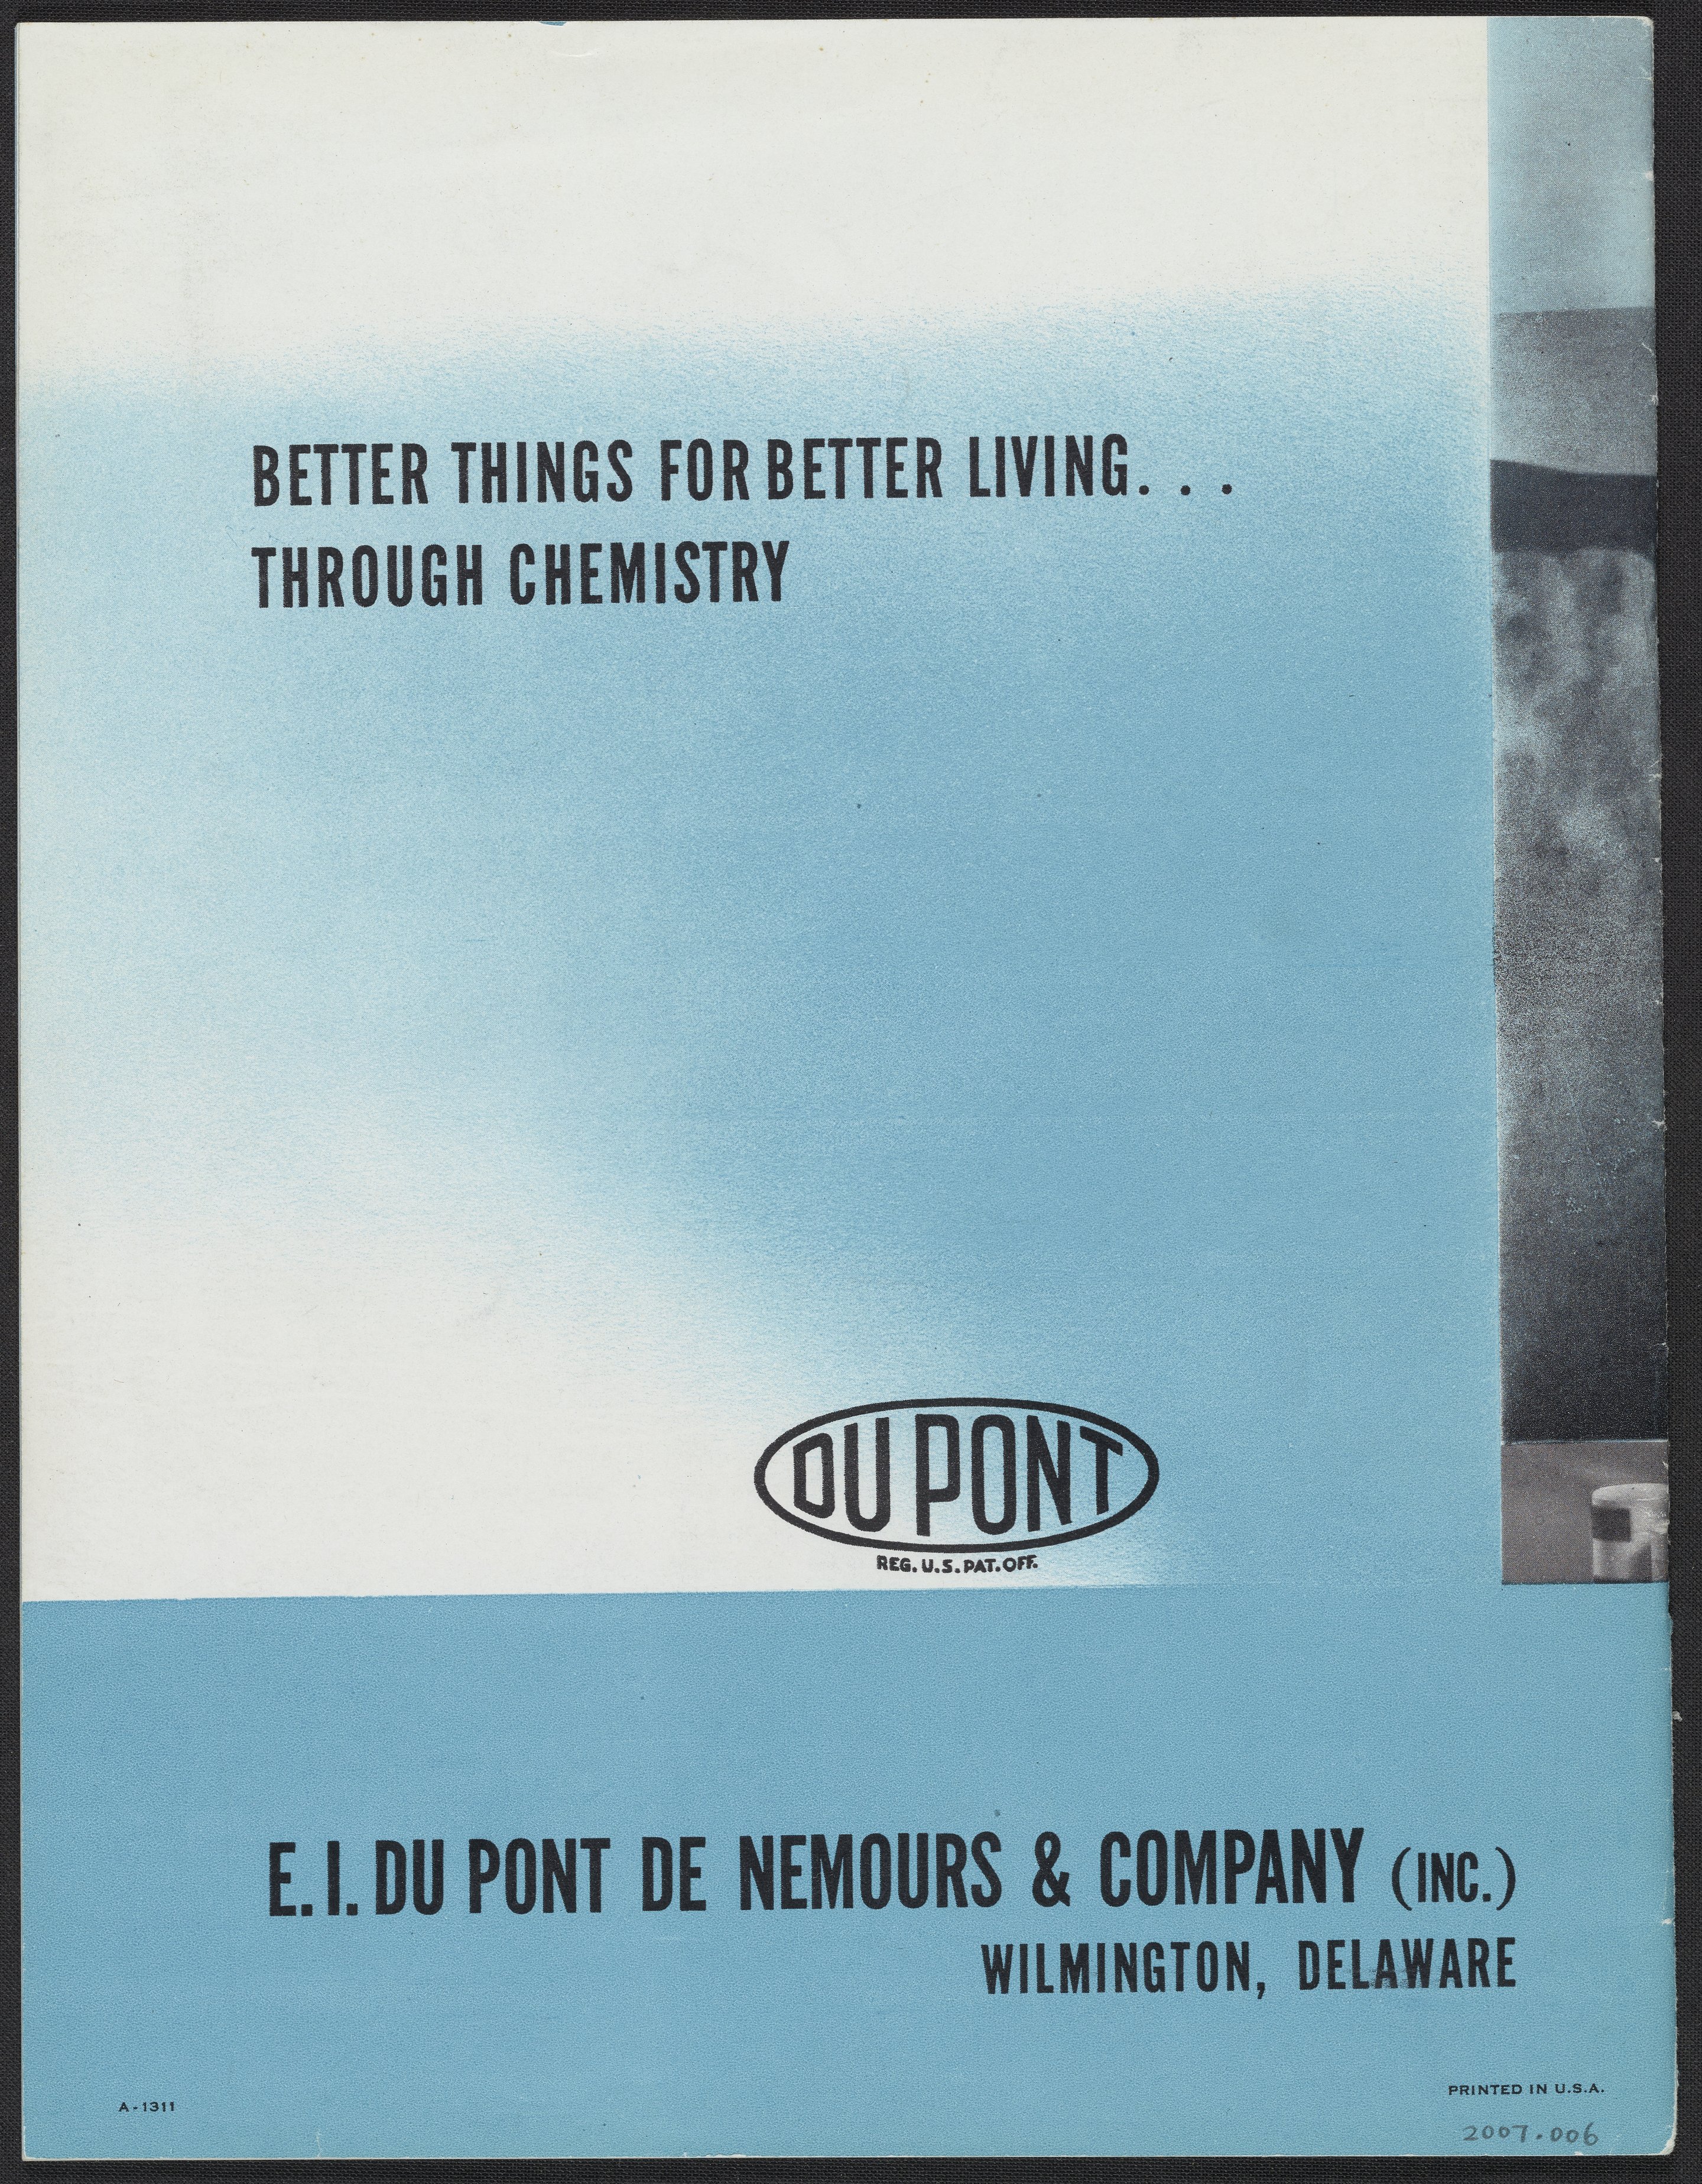 BETTER THINGS FOR BETTER LIVING. . .
THROUGH CHEMISTRY
DU PONT
REG. U.S. PAT. OFF.
E. I. DU PONT DE NEMOURS & COMPANY (INC.)
WILMINGTON, DELAWARE
PRINTED IN U.S.A.
A-1311
2007.006